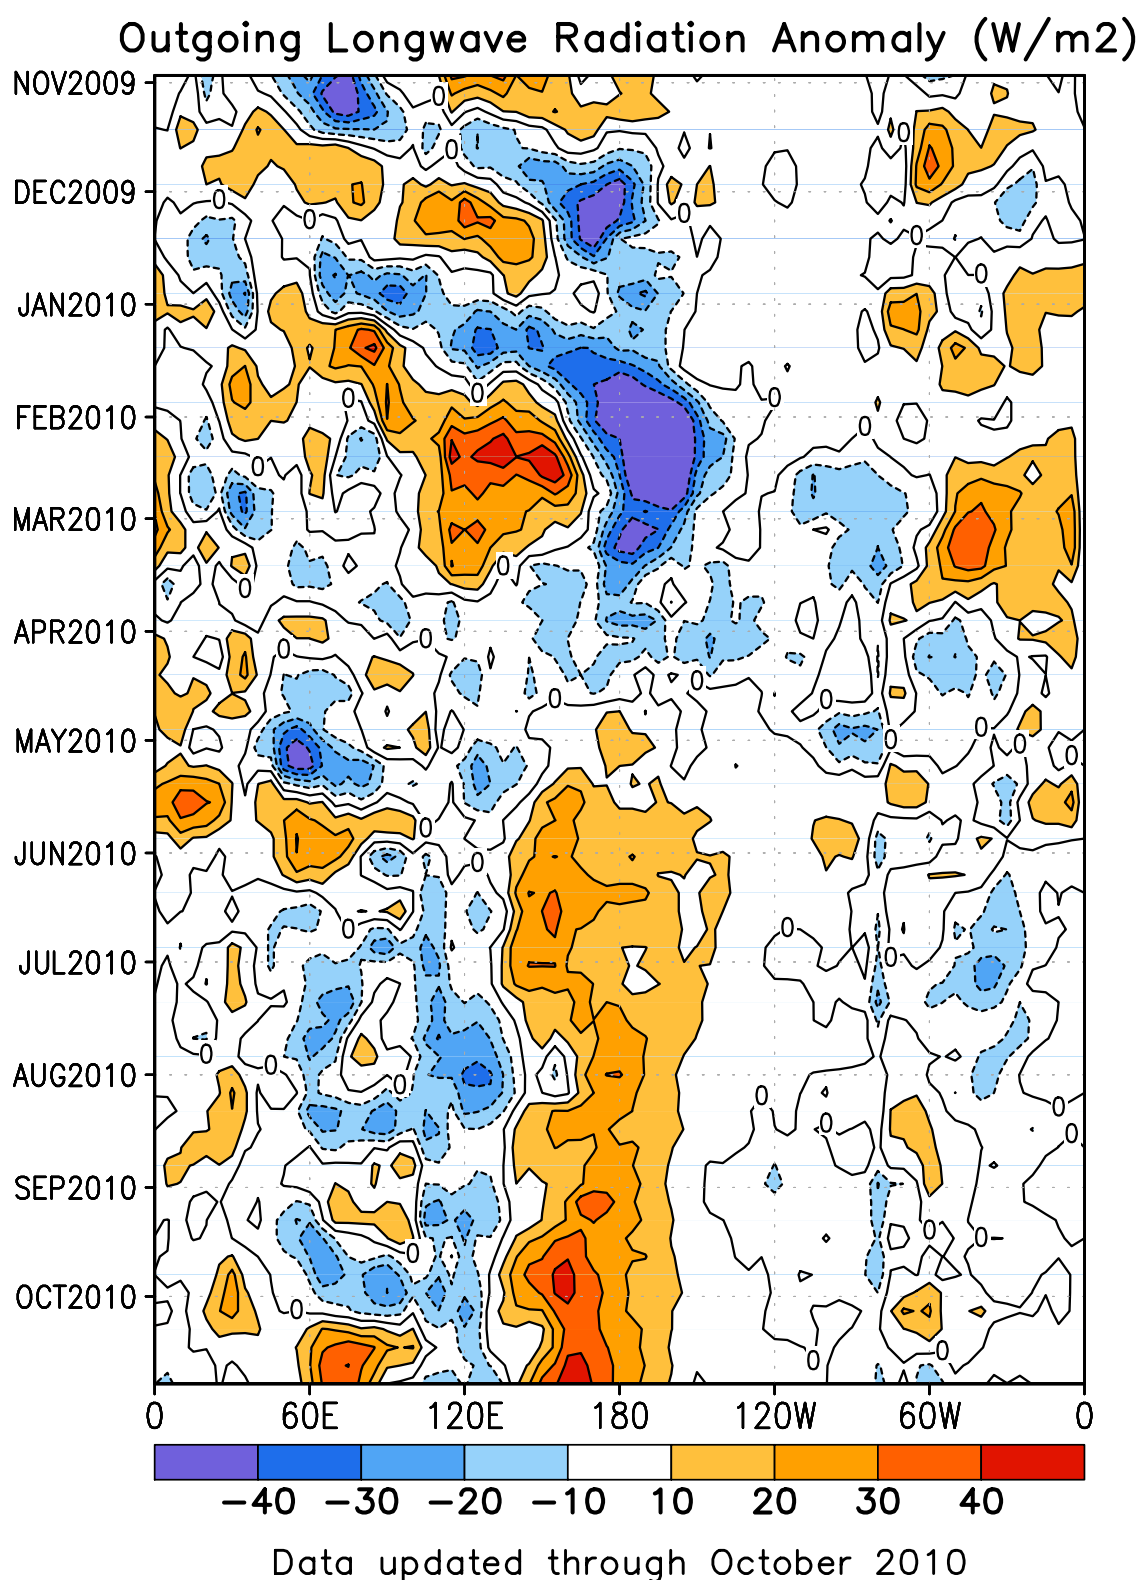 Outgoing Longwave Radiation Anomaly (W/m2)
NOV2009
DEC2009
JAN2010
FEB2010
MAR2010
APR2010
MAY2010
JUN2010
JUL2010
AUG2010
SEP2010
OCT2010
0 60E 120E 180 120W 60W 0
-40 -30 -20 -10 10 20 30 40
Data updated through October 2010